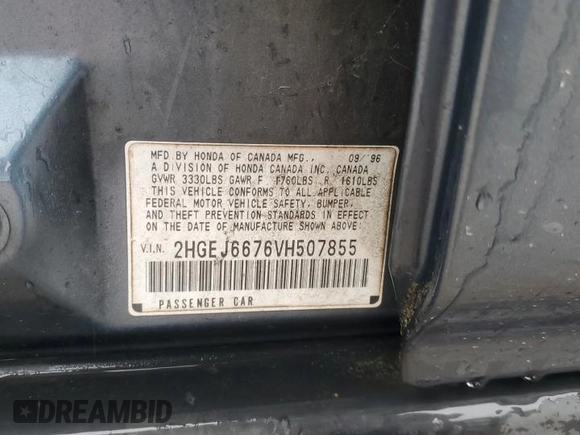 MFD BY HONDA OF CANADA MFG., 09/96
A DIVISION OF HONDA CANADA INC. CANADA
GVWR 3330LBS GAWR F 1760LBS R 1610LBS
THIS VEHICLE CONFORMS TO ALL APPLICABLE
FEDERAL MOTOR VEHICLE SAFETY, BUMPER,
AND THEFT PREVENTION STANDARDS IN EFFECT
ON THE DATE OF MANUFACTURE SHOWN ABOVE.
V.I.N. 2HGEJ6676VH507855
PASSENGER CAR
DREAMBID